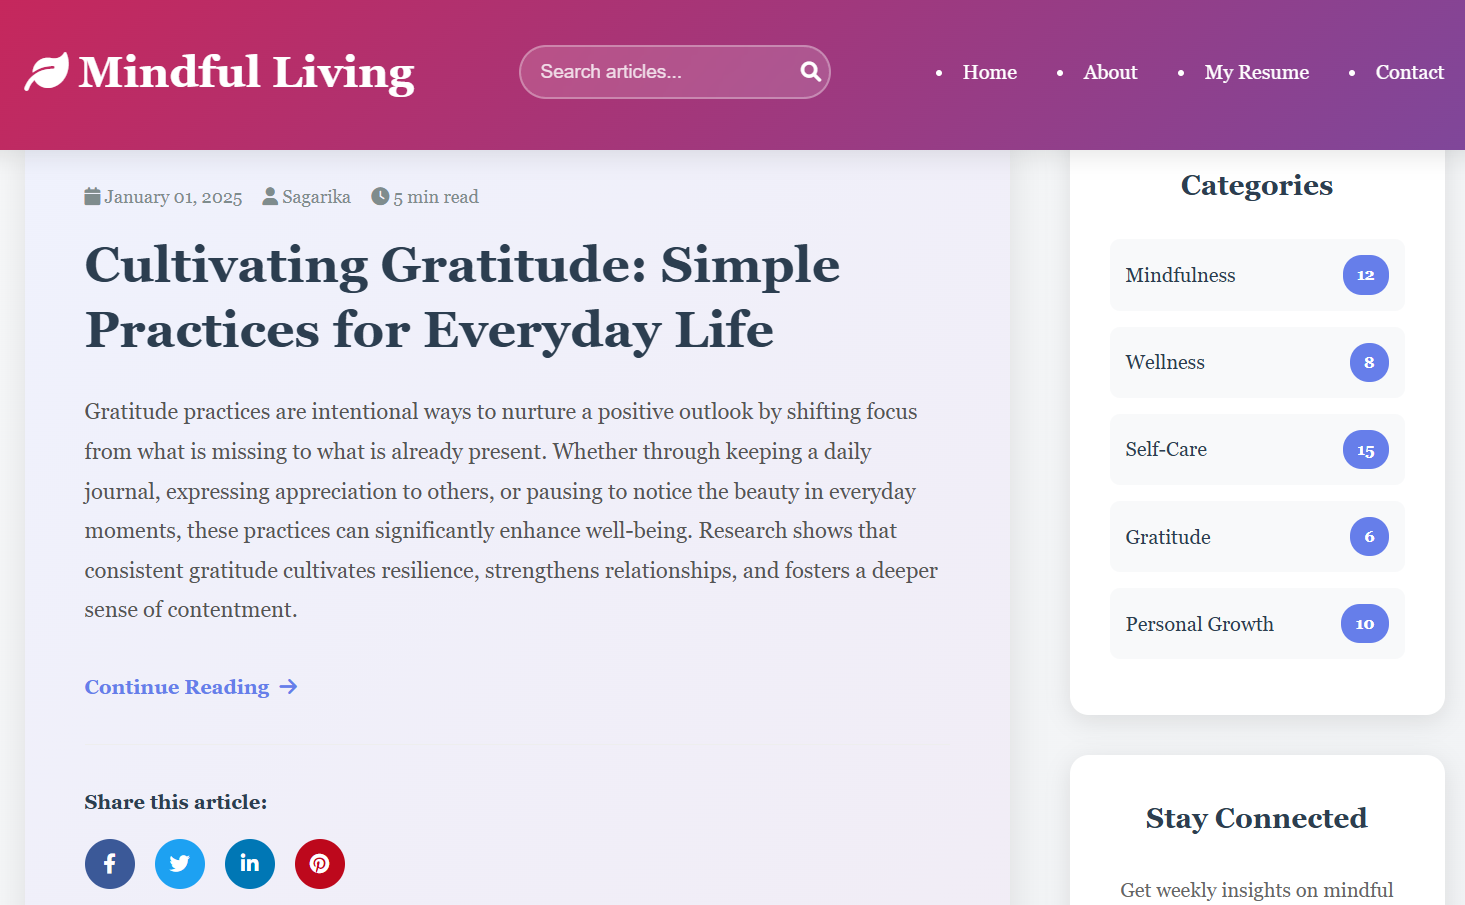 Mindful Living
Search articles...
Home
About
My Resume
Contact
January 01, 2025 Sagarika 5 min read
Cultivating Gratitude: Simple
Practices for Everyday Life
Gratitude practices are intentional ways to nurture a positive outlook by shifting focus
from what is missing to what is already present. Whether through keeping a daily
journal, expressing appreciation to others, or pausing to notice the beauty in everyday
moments, these practices can significantly enhance well-being. Research shows that
consistent gratitude cultivates resilience, strengthens relationships, and fosters a deeper
sense of contentment.
Continue Reading →
Share this article:
Categories
Mindfulness 12
Wellness 8
Self-Care 15
Gratitude 6
Personal Growth 10
Stay Connected
Get weekly insights on mindful